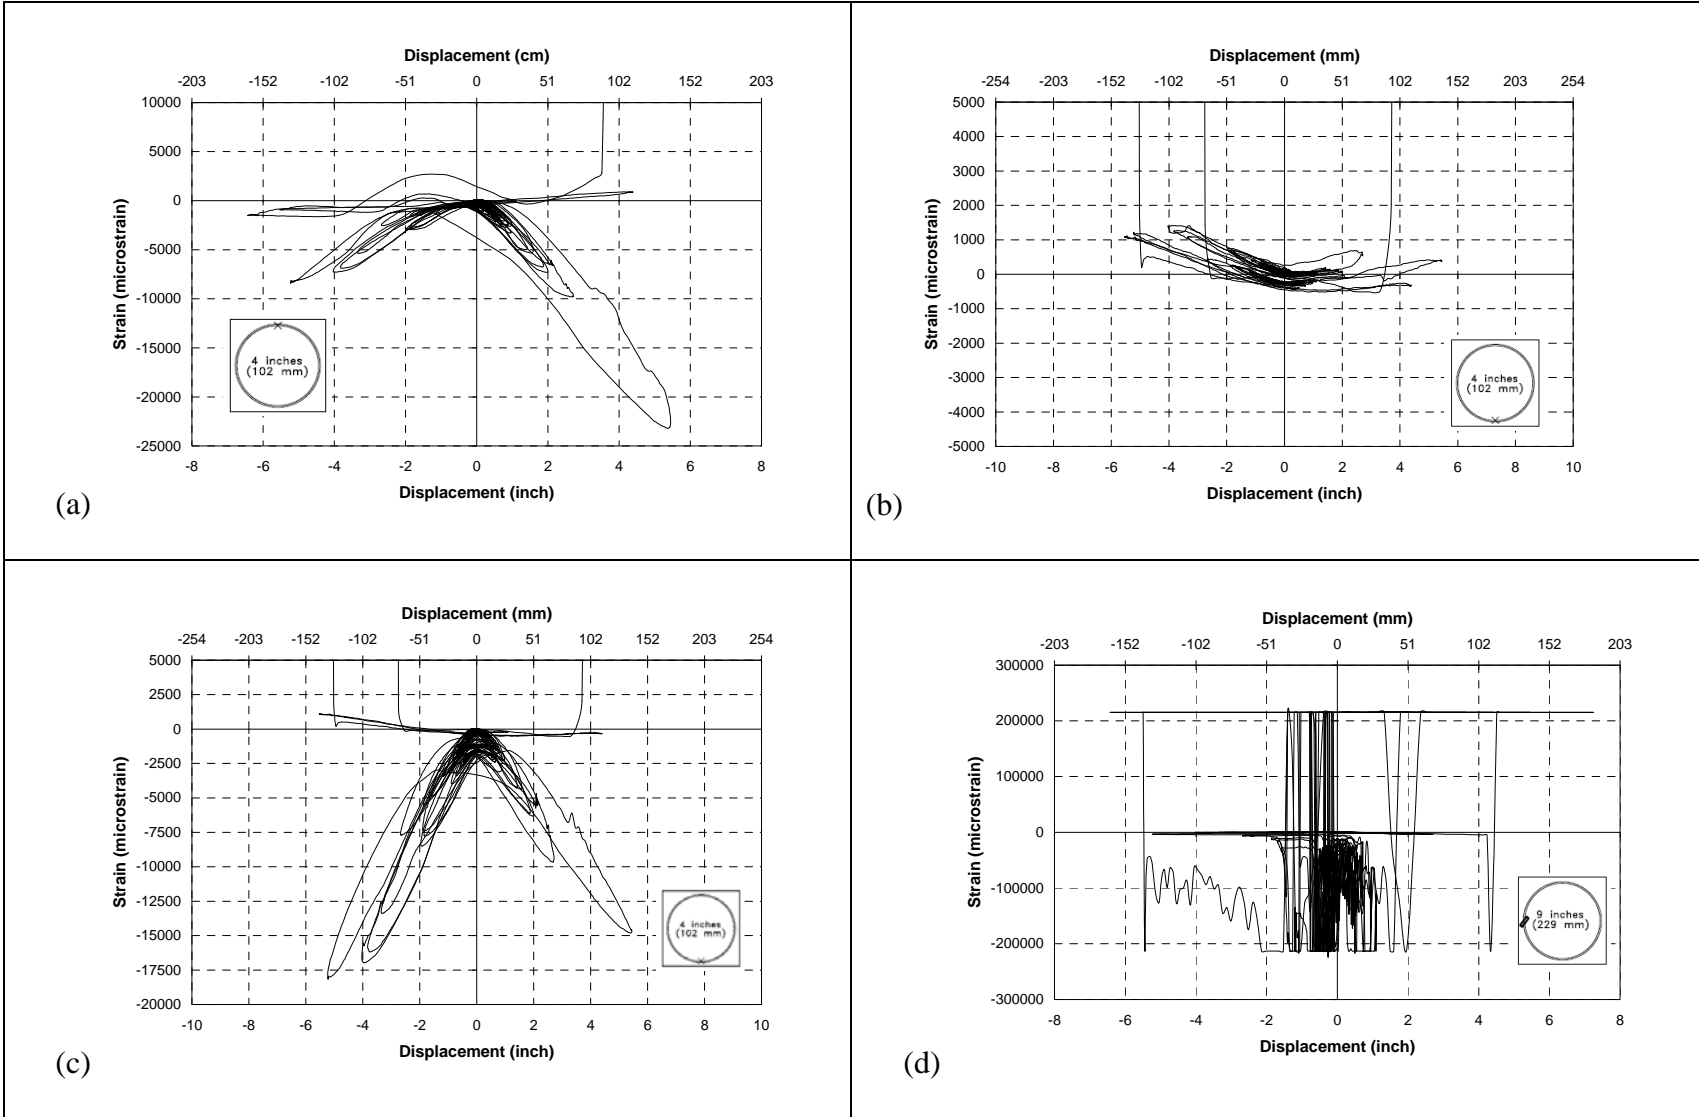 Displacement (cm)
-203 -152 -102 -51 0 51 102 152 203
10000
5000
0
-5000
-10000
-15000
-20000
-25000
Strain (microstrain)
4 inches
(102 mm)
-8 -6 -4 -2 0 2 4 6 8
Displacement (inch)
(a)
Displacement (mm)
-254 -203 -152 -102 -51 0 51 102 152 203 254
5000
4000
3000
2000
1000
0
-1000
-2000
-3000
-4000
-5000
Strain (microstrain)
4 inches
(102 mm)
-10 -8 -6 -4 -2 0 2 4 6 8 10
Displacement (inch)
(b)
Displacement (mm)
-254 -203 -152 -102 -51 0 51 102 152 203 254
5000
2500
0
-2500
-5000
-7500
-10000
-12500
-15000
-17500
-20000
Strain (microstrain)
4 inches
(102 mm)
-10 -8 -6 -4 -2 0 2 4 6 8 10
Displacement (inch)
(c)
Displacement (mm)
-203 -152 -102 -51 0 51 102 152 203
300000
200000
100000
0
-100000
-200000
-300000
Strain (microstrain)
9 inches
(229 mm)
-8 -6 -4 -2 0 2 4 6 8
Displacement (inch)
(d)